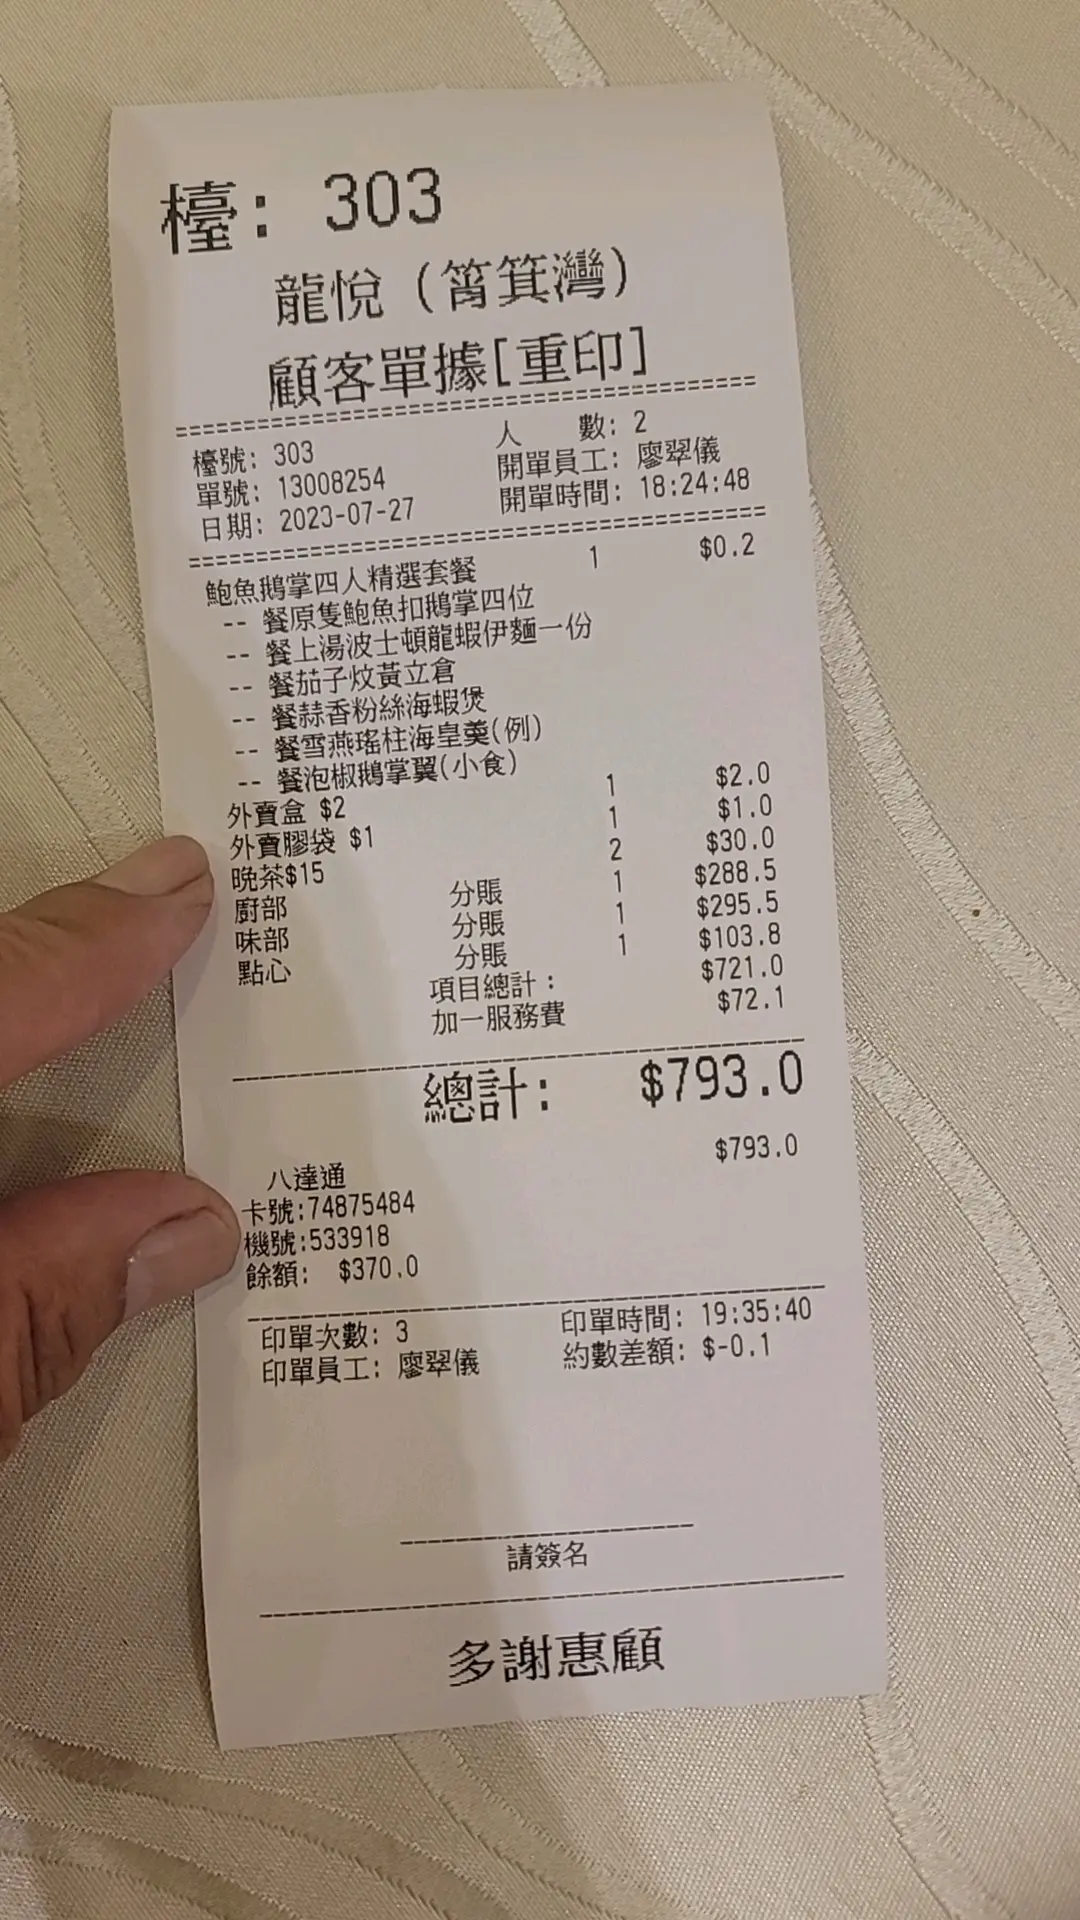 檯: 303
龍悅 (筲箕灣)
顧客單據[重印]
檯號: 303 人 數: 2
單號: 13008254 開單員工: 廖翠儀
日期: 2023-07-27 開單時間: 18:24:48
鮑魚鵝掌四人精選套餐 1 $0.2
-- 餐原隻鮑魚扣鵝掌四位
-- 餐上湯波士頓龍蝦伊麵一份
-- 餐茄子炆黃立倉
-- 餐蒜香粉絲海蝦煲
-- 餐雪燕瑤柱海皇羹(例)
-- 餐泡椒鵝掌翼(小食)
外賣盒 $2 1 $2.0
外賣膠袋 $1 1 $1.0
晚茶$15 2 $30.0
廚部 分賬 1 $288.5
味部 分賬 1 $295.5
點心 分賬 1 $103.8
項目總計: $721.0
加一服務費 $72.1
總計: $793.0
八達通 $793.0
卡號:74875484
機號:533918
餘額: $370.0
印單次數: 3 印單時間: 19:35:40
印單員工: 廖翠儀 約數差額: $-0.1
請簽名
多謝惠顧